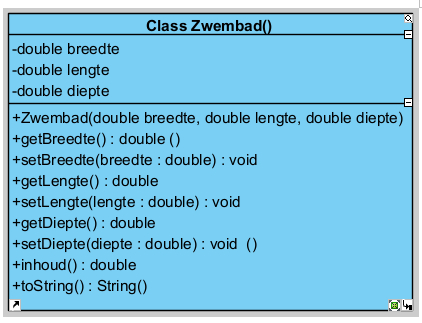 Class Zwembad()
-double breedte
-double lengte
-double diepte
+Zwembad(double breedte, double lengte, double diepte)
+getBreedte() : double ()
+setBreedte(breedte : double) : void
+getLengte() : double
+setLengte(lengte : double) : void
+getDiepte() : double
+setDiepte(diepte : double) : void ()
+inhoud() : double
+toString() : String()